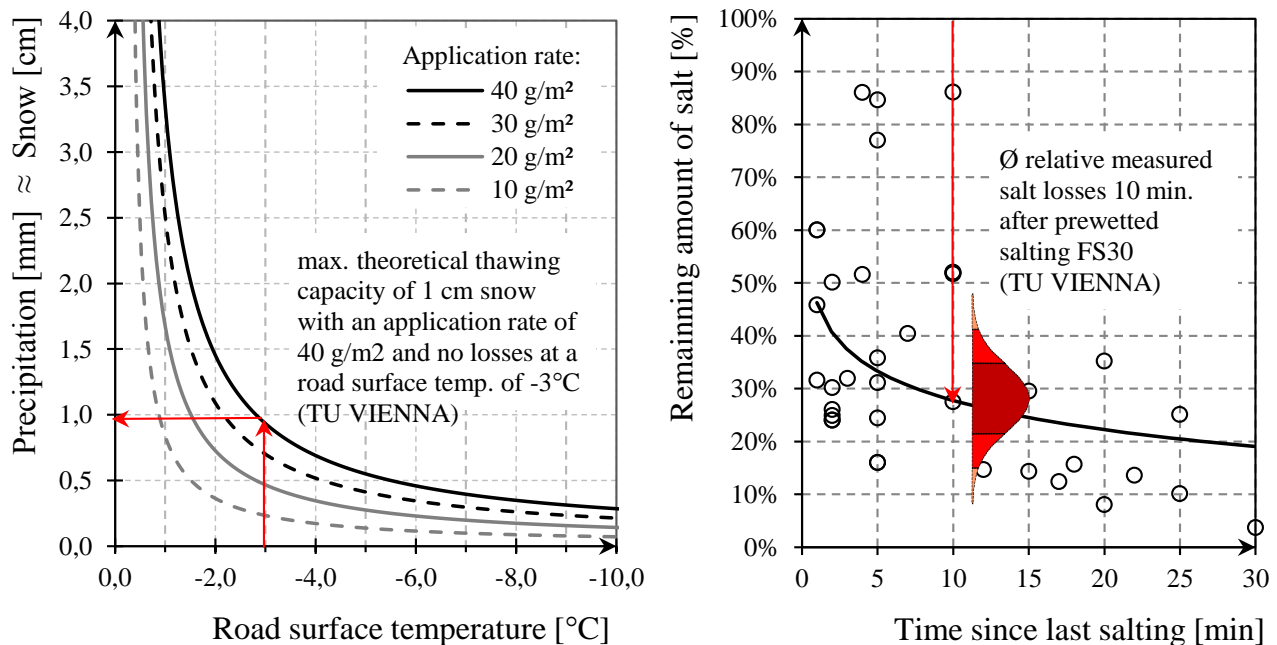 Precipitation [mm] ≈ Snow [cm]
4,0
3,5
3,0
2,5
2,0
1,5
1,0
0,5
0,0
Application rate:
40 g/m²
30 g/m²
20 g/m²
10 g/m²
max. theoretical thawing
capacity of 1 cm snow
with an application rate of
40 g/m2 and no losses at a
road surface temp. of -3°C
(TU VIENNA)
0,0 -2,0 -4,0 -6,0 -8,0 -10,0
Road surface temperature [°C]
Remainning amount of salt [%]
100%
90%
80%
70%
60%
50%
40%
30%
20%
10%
0%
Ø relative measured
salt losses 10 min.
after prewetted
salting FS30
(TU VIENNA)
0 5 10 15 20 25 30
Time since last salting [min]